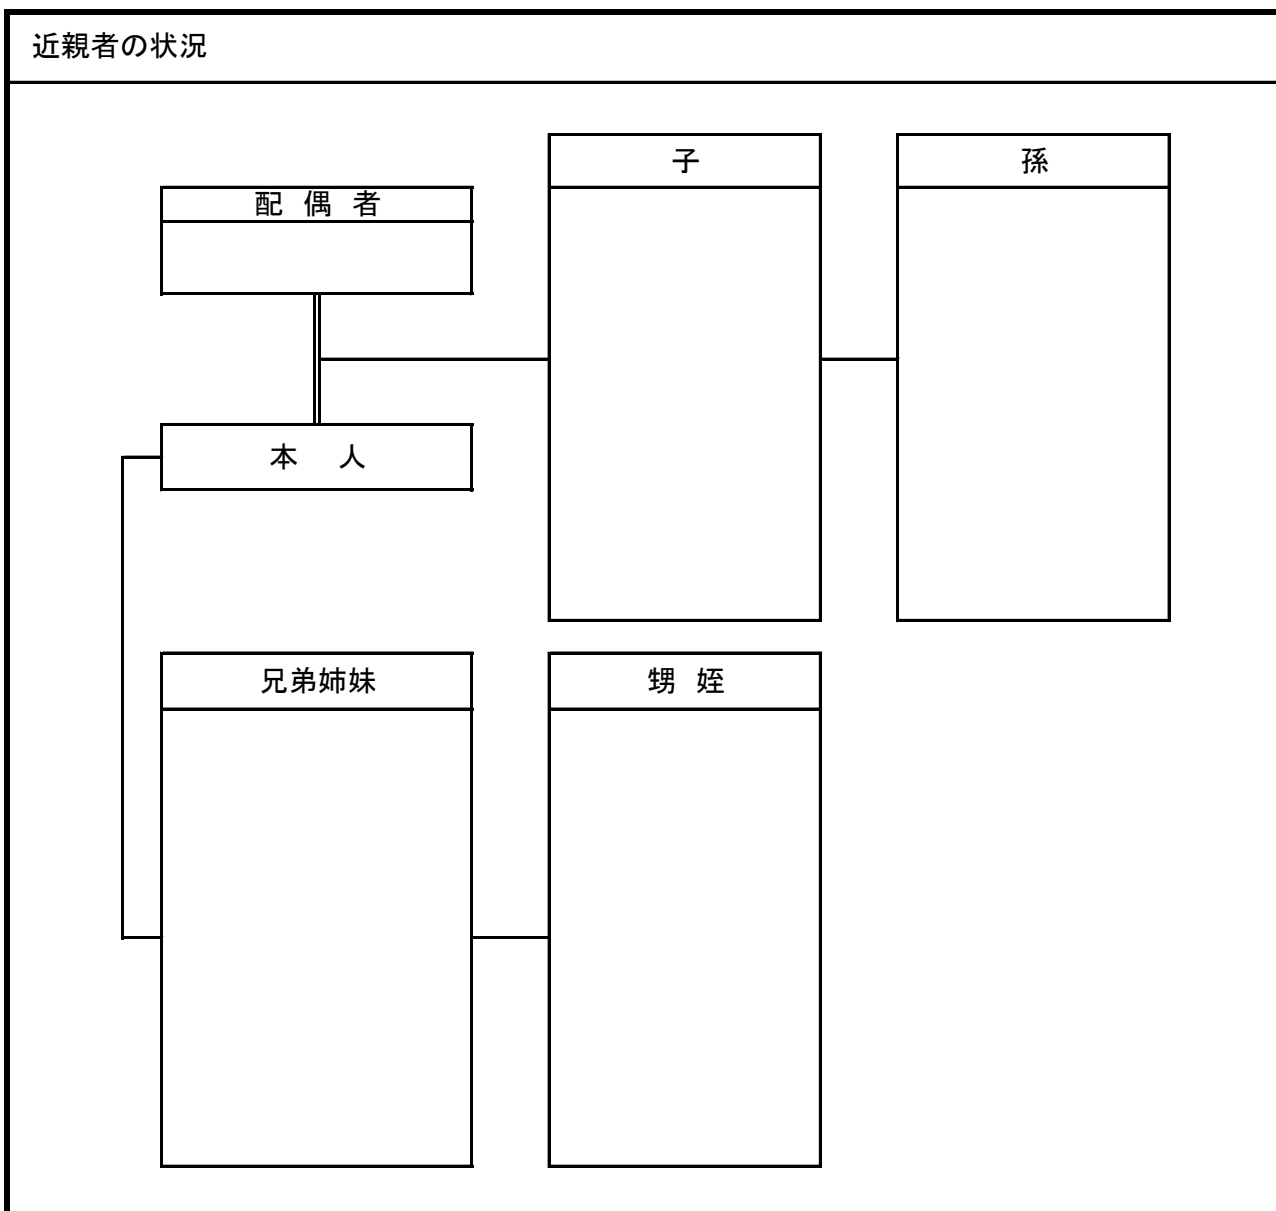 近親者の状況
子
孫
配 偶 者
本 人
兄弟姉妹
甥 姪